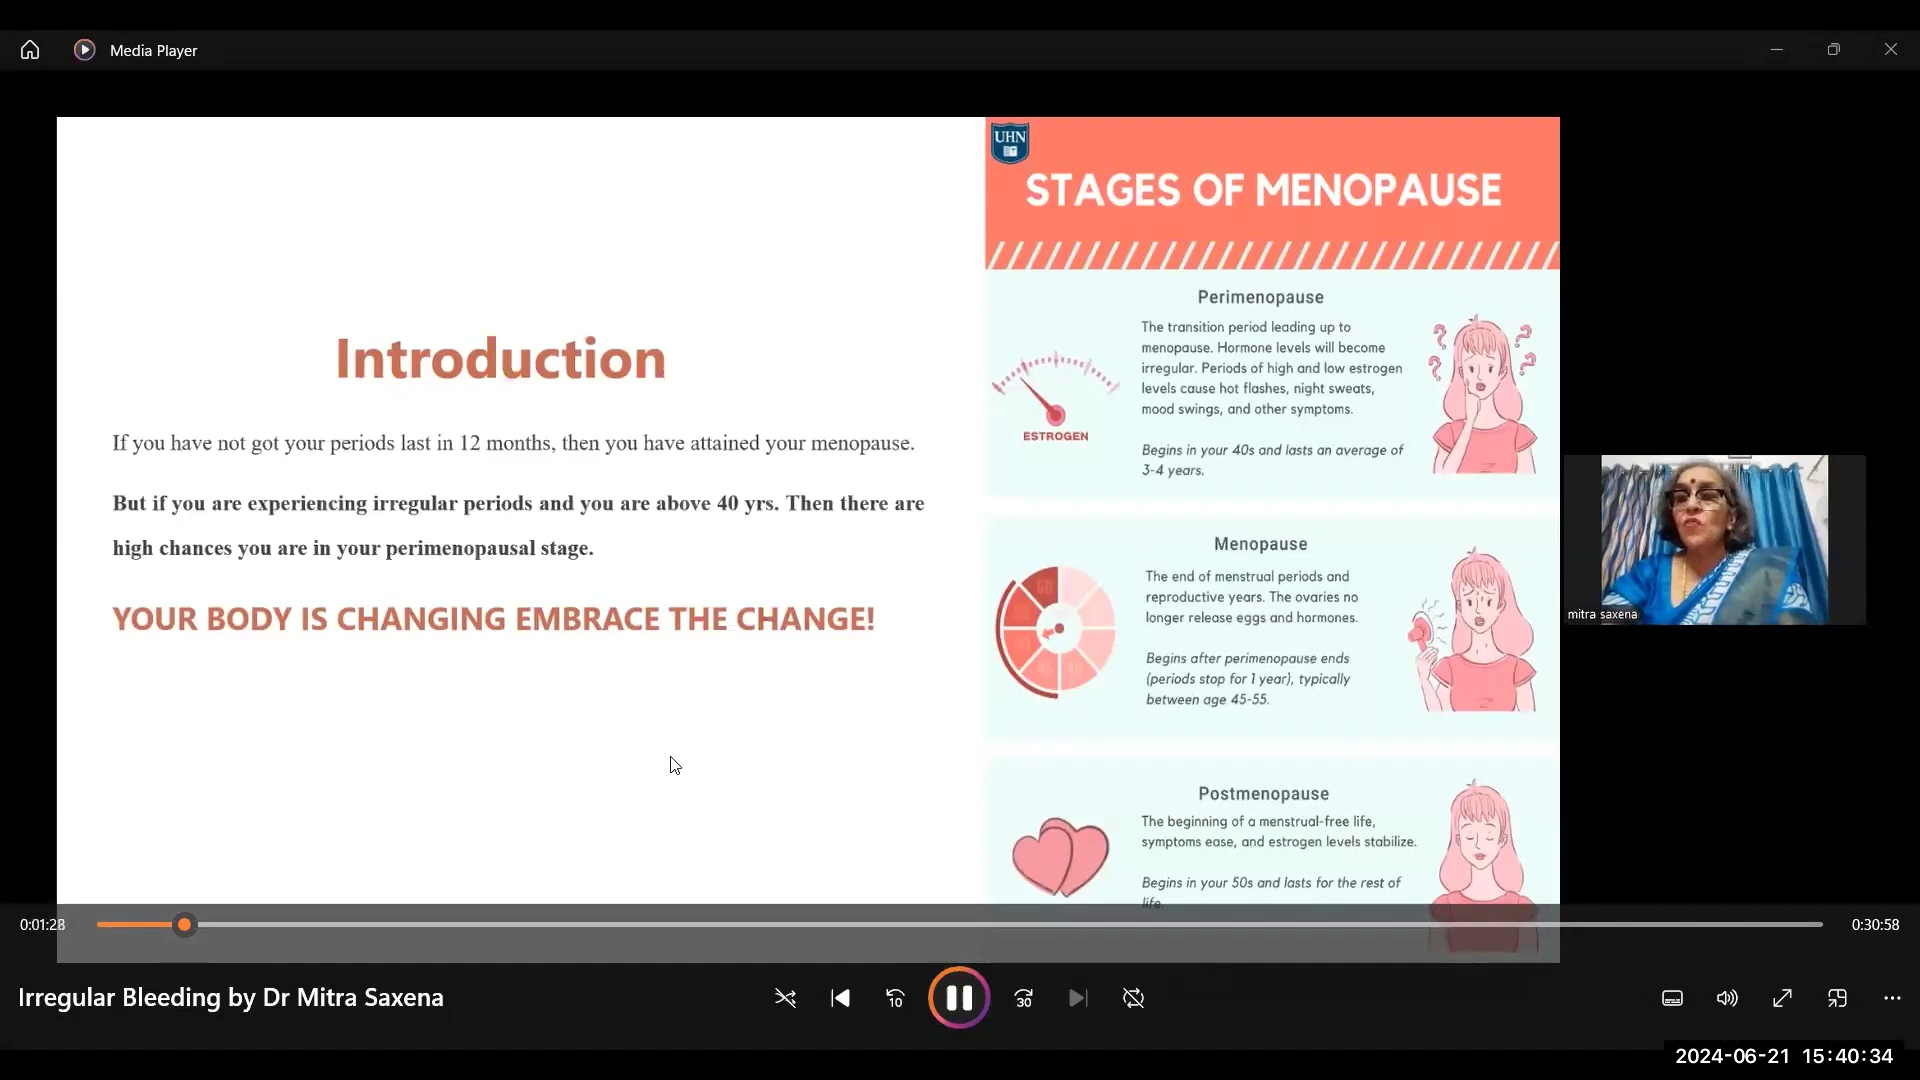 Media Player
Introduction
If you have not got your periods last in 12 months, then you have attained your menopause.
But if you are experiencing irregular periods and you are above 40 yrs. Then there are
high chances you are in your perimenopausal stage.
YOUR BODY IS CHANGING EMBRACE THE CHANGE!
UHN
STAGES OF MENOPAUSE
Perimenopause
The transition period leading up to
menopause. Hormone levels will become
irregular. Periods of high and low estrogen
levels cause hot flashes, night sweats,
mood swings, and other symptoms.
Begins in your 40s and lasts an average of
3-4 years.
ESTROGEN
Menopause
The end of menstrual periods and
reproductive years. The ovaries no
longer release eggs and hormones.
Begins after perimenopause ends
(periods stop for 1 year), typically
between age 45-55.
60
Postmenopause
The beginning of a menstrual-free life,
symptoms ease, and estrogen levels stabilize.
Begins in your 50s and lasts for the rest of
life.
mitra saxena
0:01:28
0:30:58
Irregular Bleeding by Dr Mitra Saxena
10
30
2024-06-21 15:40:34